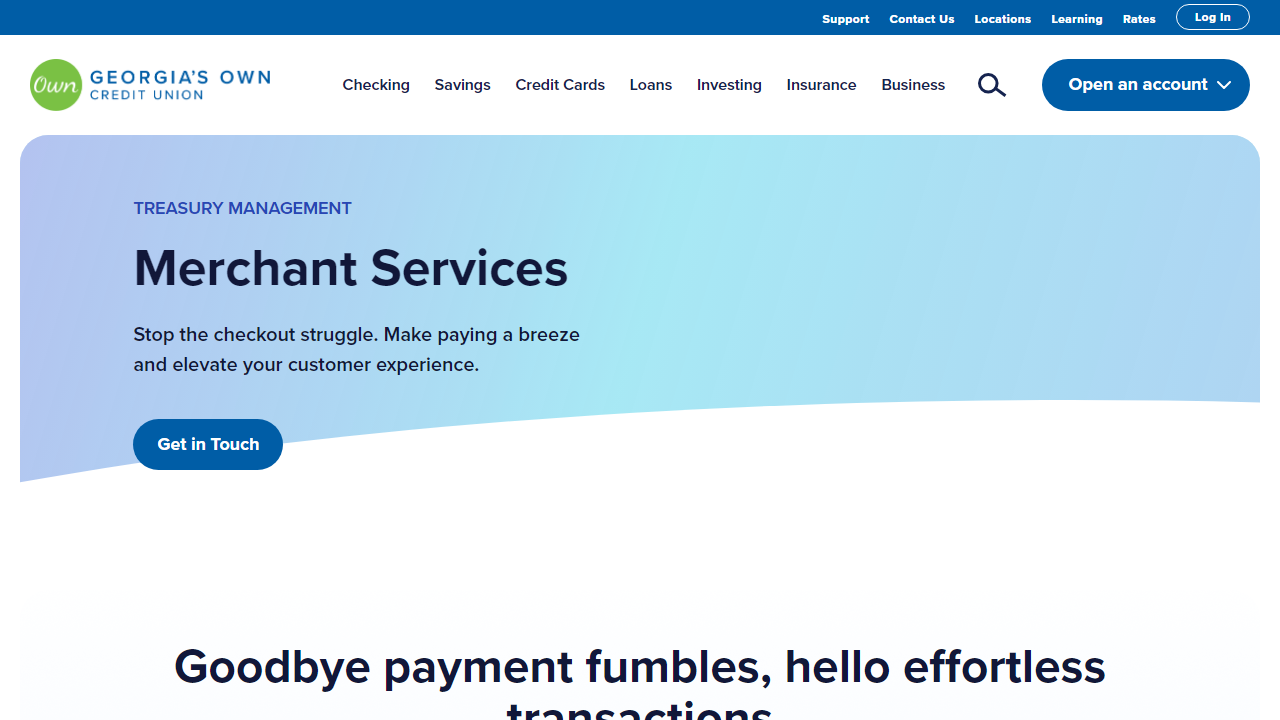 Support Contact Us Locations Learning Rates Log In
Own GEORGIA'S OWN
CREDIT UNION
Checking Savings Credit Cards Loans Investing Insurance Business Open an account
TREASURY MANAGEMENT
Merchant Services
Stop the checkout struggle. Make paying a breeze
and elevate your customer experience.
Get in Touch
Goodbye payment fumbles, hello effortless
transactions